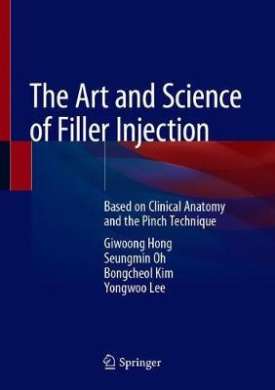 The Art and Science
of Filler Injection
Based on Clinical Anatomy
and the Pinch Technique
Giwoong Hong
Seungmin Oh
Bongcheol Kim
Yongwoo Lee
Springer